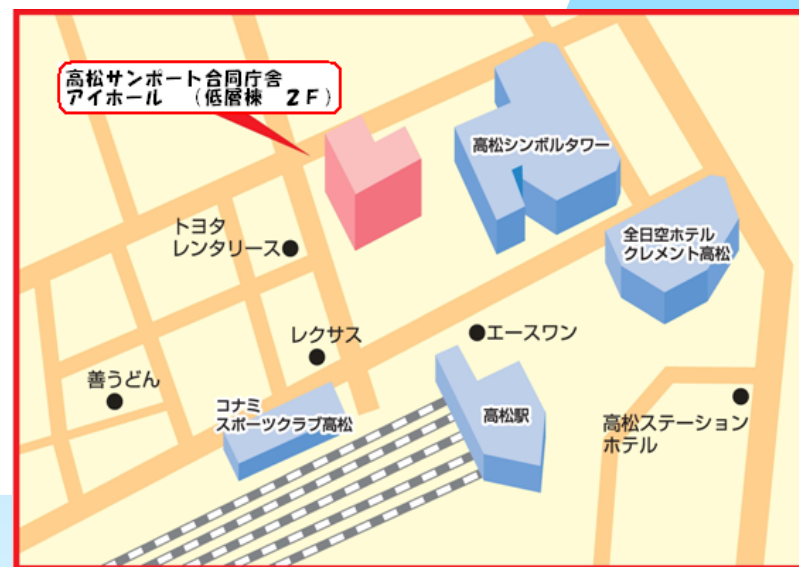 高松サンポート合同庁舎
アイホール （低層棟 2F）
高松シンボルタワー
トヨタ
レンタリース
全日空ホテル
クレメント高松
レクサス
エースワン
善うどん
コナミ
スポーツクラブ高松
高松駅
高松ステーション
ホテル